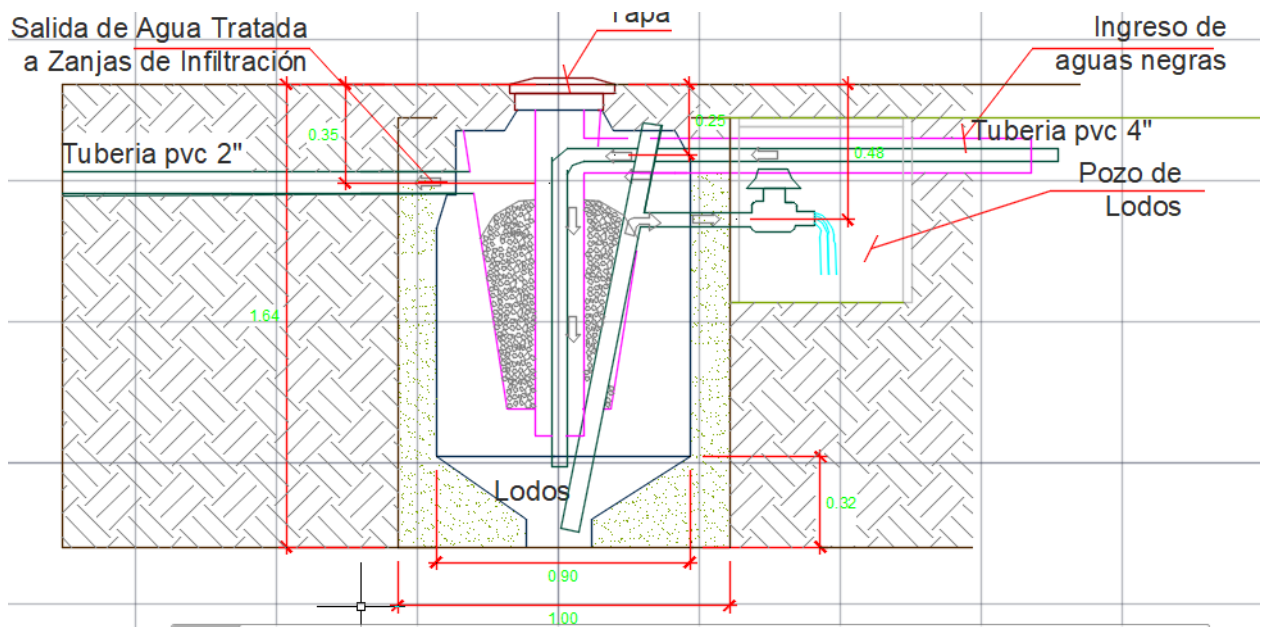 Salida de Agua Tratada
a Zanjas de Infiltración
Tapa
Ingreso de
aguas negras
0.35
0.25
0.48
Tuberia pvc 2"
Tuberia pvc 4"
Pozo de
Lodos
1.64
Lodos
0.32
0.90
1.00